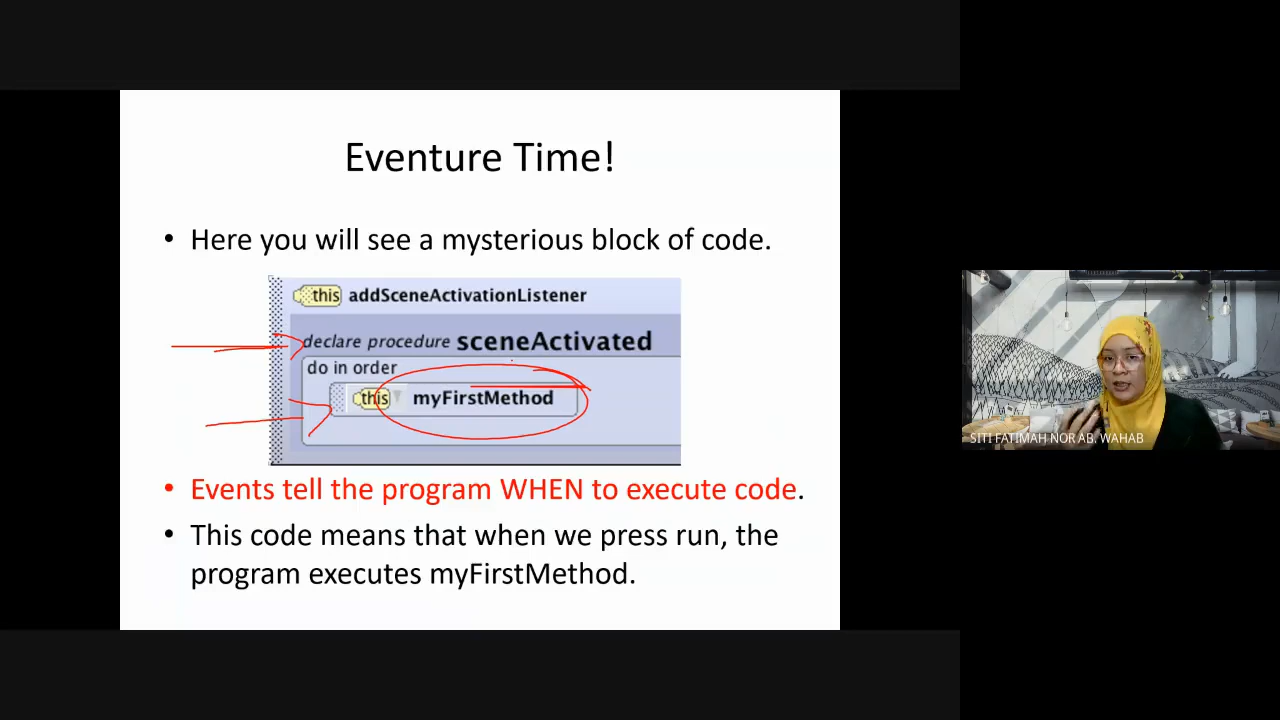 Eventure Time!
• Here you will see a mysterious block of code.
this addSceneActivationListener
declare procedure sceneActivated
do in order
this myFirstMethod
• Events tell the program WHEN to execute code.
• This code means that when we press run, the
program executes myFirstMethod.
SITI FATIMAH NOR AB. WAHAB